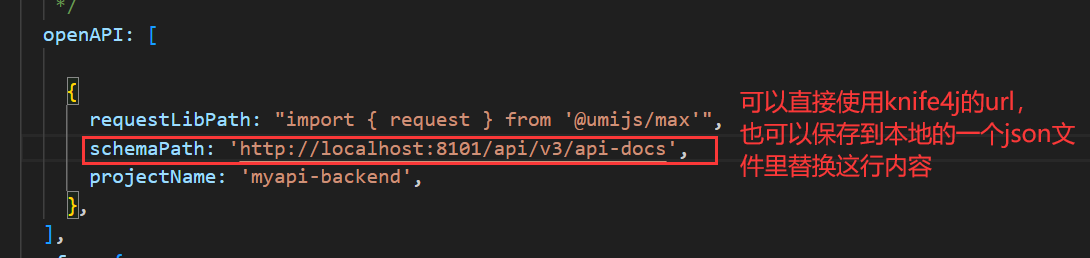 */
openAPI: [
{
requestLibPath: "import { request } from '@umijs/max'",
schemaPath: 'http://localhost:8101/api/v3/api-docs',
projectName: 'myapi-backend',
},
],
可以直接使用knife4j的url，
也可以保存到本地的一个json文
件里替换这行内容